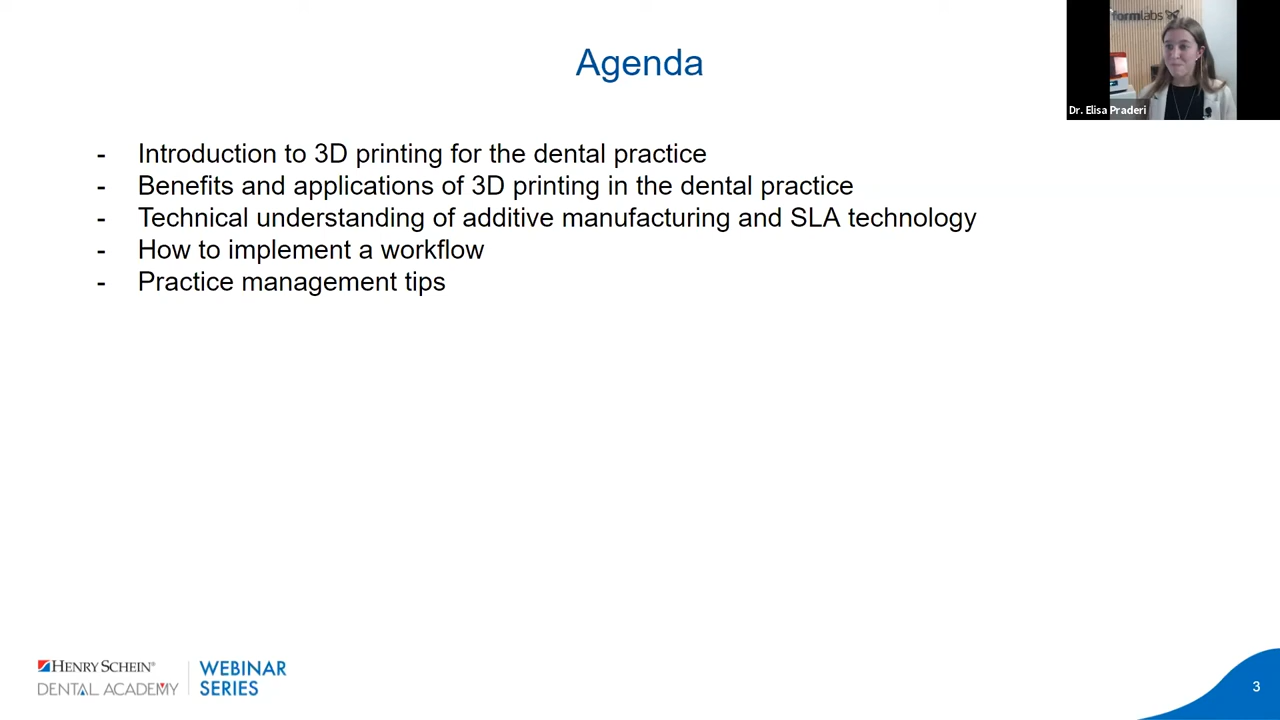 Agenda
formlabs
Dr. Elisa Praderi
- Introduction to 3D printing for the dental practice
- Benefits and applications of 3D printing in the dental practice
- Technical understanding of additive manufacturing and SLA technology
- How to implement a workflow
- Practice management tips
HENRY SCHEIN®
DENTAL ACADEMY
WEBINAR
SERIES
3